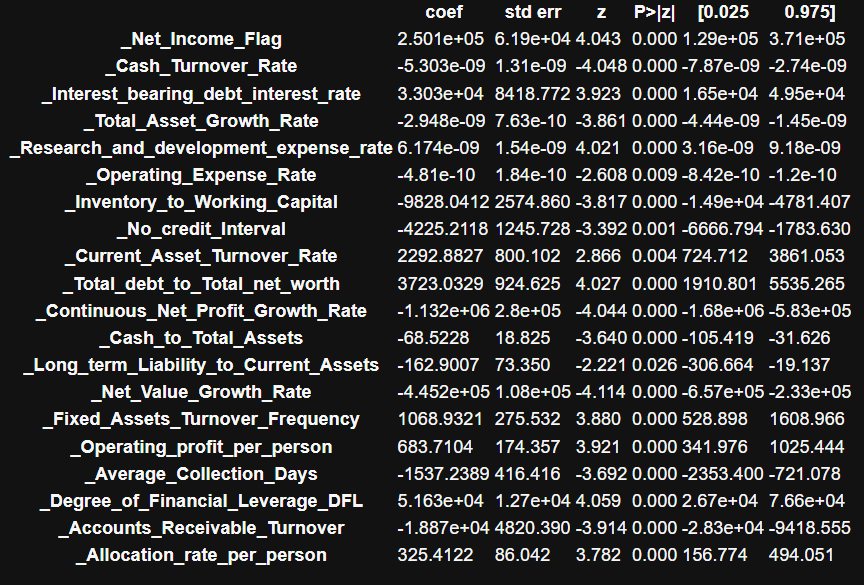 coef std err z P>|z| [0.025 0.975]
_Net_Income_Flag 2.501e+05 6.19e+04 4.043 0.000 1.29e+05 3.71e+05
_Cash_Turnover_Rate -5.303e-09 1.31e-09 -4.048 0.000 -7.87e-09 -2.74e-09
_Interest_bearing_debt_interest_rate 3.303e+04 8418.772 3.923 0.000 1.65e+04 4.95e+04
_Total_Asset_Growth_Rate -2.948e-09 7.63e-10 -3.861 0.000 -4.44e-09 -1.45e-09
_Research_and_development_expense_rate 6.174e-09 1.54e-09 4.021 0.000 3.16e-09 9.18e-09
_Operating_Expense_Rate -4.81e-10 1.84e-10 -2.608 0.009 -8.42e-10 -1.2e-10
_Inventory_to_Working_Capital -9828.0412 2574.860 -3.817 0.000 -1.49e+04 -4781.407
_No_credit_Interval -4225.2118 1245.728 -3.392 0.001 -6666.794 -1783.630
_Current_Asset_Turnover_Rate 2292.8827 800.102 2.866 0.004 724.712 3861.053
_Total_debt_to_Total_net_worth 3723.0329 924.625 4.027 0.000 1910.801 5535.265
_Continuous_Net_Profit_Growth_Rate -1.132e+06 2.8e+05 -4.044 0.000 -1.68e+06 -5.83e+05
_Cash_to_Total_Assets -68.5228 18.825 -3.640 0.000 -105.419 -31.626
_Long_term_Liability_to_Current_Assets -162.9007 73.350 -2.221 0.026 -306.664 -19.137
_Net_Value_Growth_Rate -4.452e+05 1.08e+05 -4.114 0.000 -6.57e+05 -2.33e+05
_Fixed_Assets_Turnover_Frequency 1068.9321 275.532 3.880 0.000 528.898 1608.966
_Operating_profit_per_person 683.7104 174.357 3.921 0.000 341.976 1025.444
_Average_Collection_Days -1537.2389 416.416 -3.692 0.000 -2353.400 -721.078
_Degree_of_Financial_Leverage_DFL 5.163e+04 1.27e+04 4.059 0.000 2.67e+04 7.66e+04
_Accounts_Receivable_Turnover -1.887e+04 4820.390 -3.914 0.000 -2.83e+04 -9418.555
_Allocation_rate_per_person 325.4122 86.042 3.782 0.000 156.774 494.051